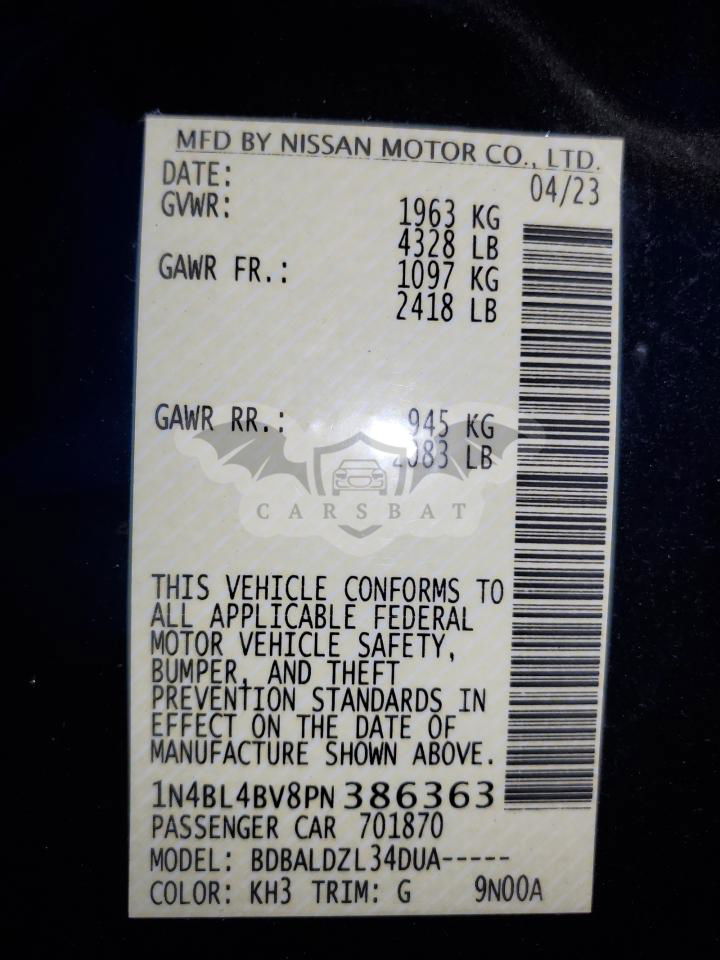 MFD BY NISSAN MOTOR CO., LTD.
DATE: 04/23
GVWR: 1963 KG
4328 LB
GAWR FR.: 1097 KG
2418 LB
GAWR RR.: 945 KG
2083 LB
CARSBAT
THIS VEHICLE CONFORMS TO
ALL APPLICABLE FEDERAL
MOTOR VEHICLE SAFETY,
BUMPER, AND THEFT
PREVENTION STANDARDS IN
EFFECT ON THE DATE OF
MANUFACTURE SHOWN ABOVE.
1N4BL4BV8PN386363
PASSENGER CAR 701870
MODEL: BDBALDZL34DUA-----
COLOR: KH3 TRIM: G 9N00A